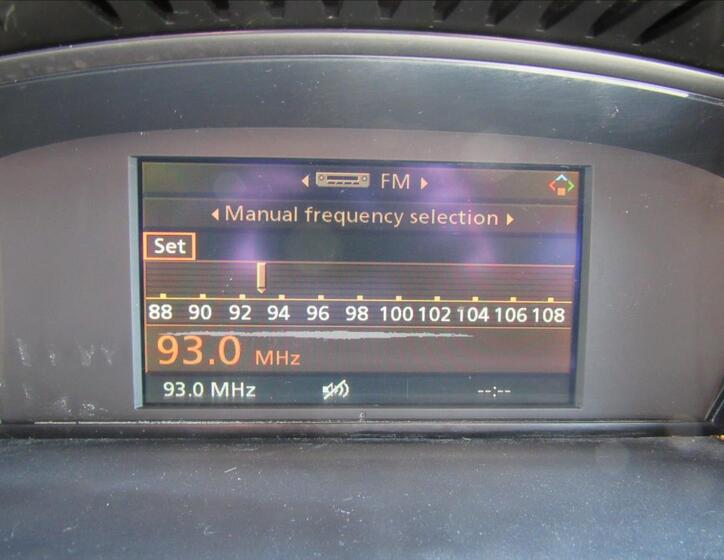 FM
Manual frequency selection
Set
88 90 92 94 96 98 100 102 104 106 108
93.0 MHz
93.0 MHz --:--